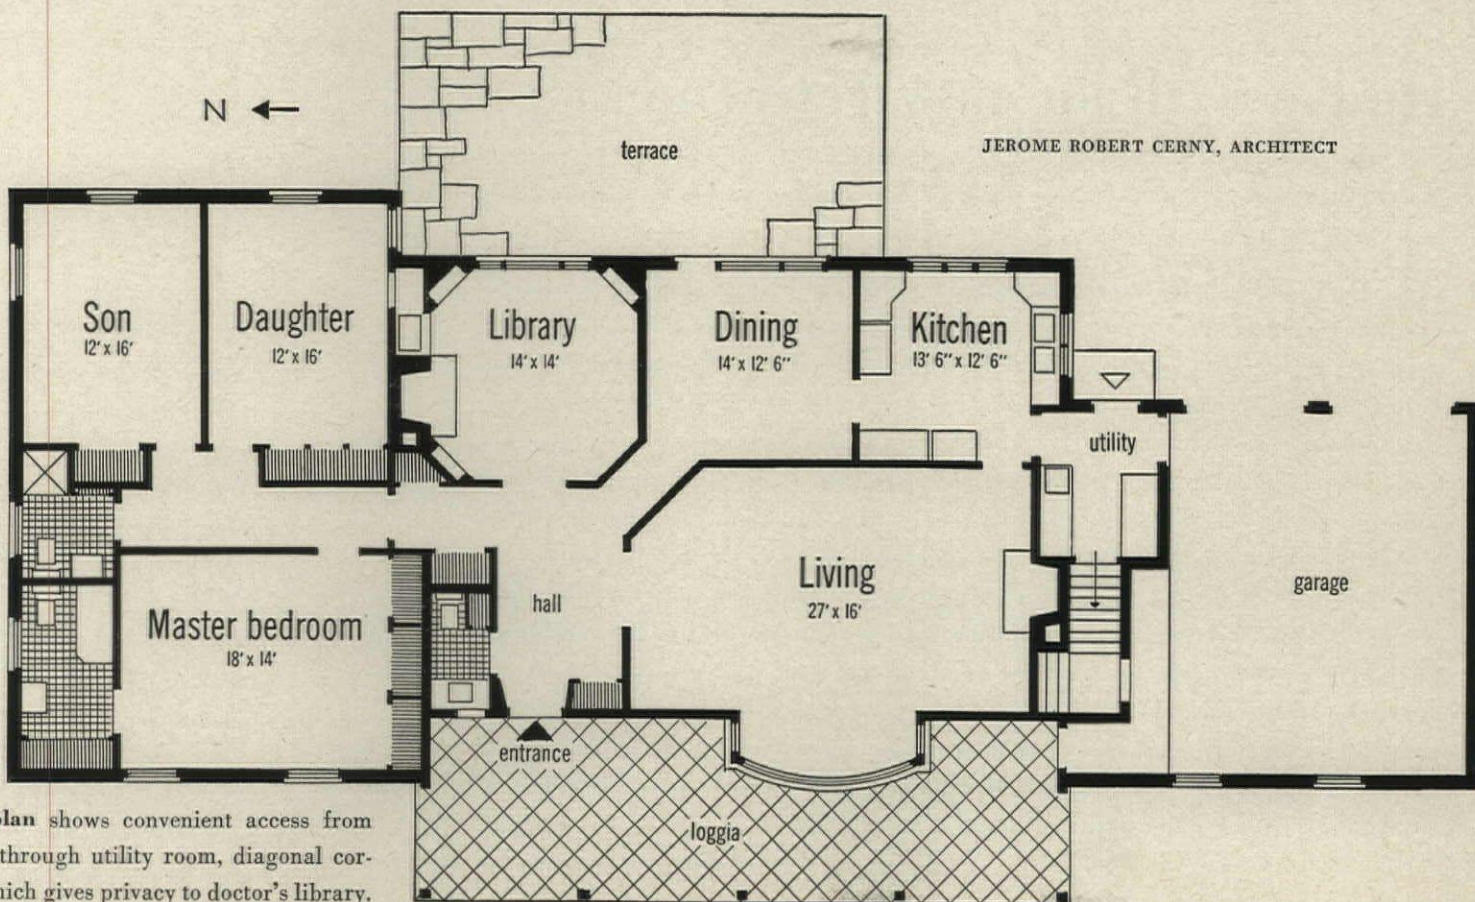 N
terrace
JEROME ROBERT CERNY, ARCHITECT
Son
12' x 16'
Daughter
12' x 16'
Library
14' x 14'
Dining
14' x 12' 6"
Kitchen
13' 6" x 12' 6"
utility
Master bedroom
18' x 14'
hall
Living
27' x 16'
garage
entrance
loggia
plan shows convenient access from
through utility room, diagonal cor-
hich gives privacy to doctor's library.